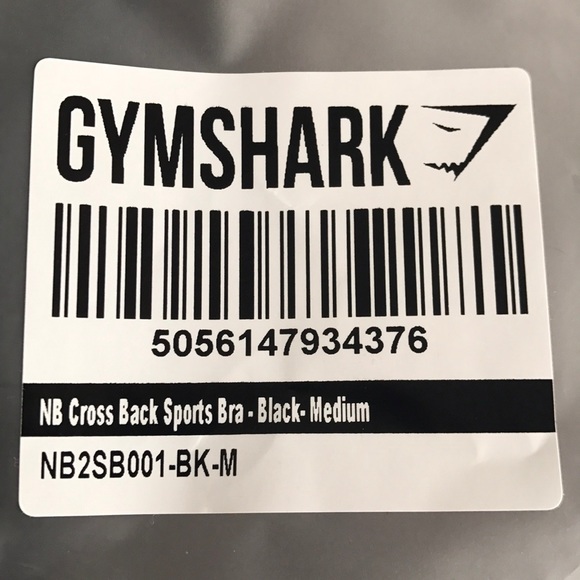 GYMSHARK
5056147934376
NB Cross Back Sports Bra - Black- Medium
NB2SB001-BK-M